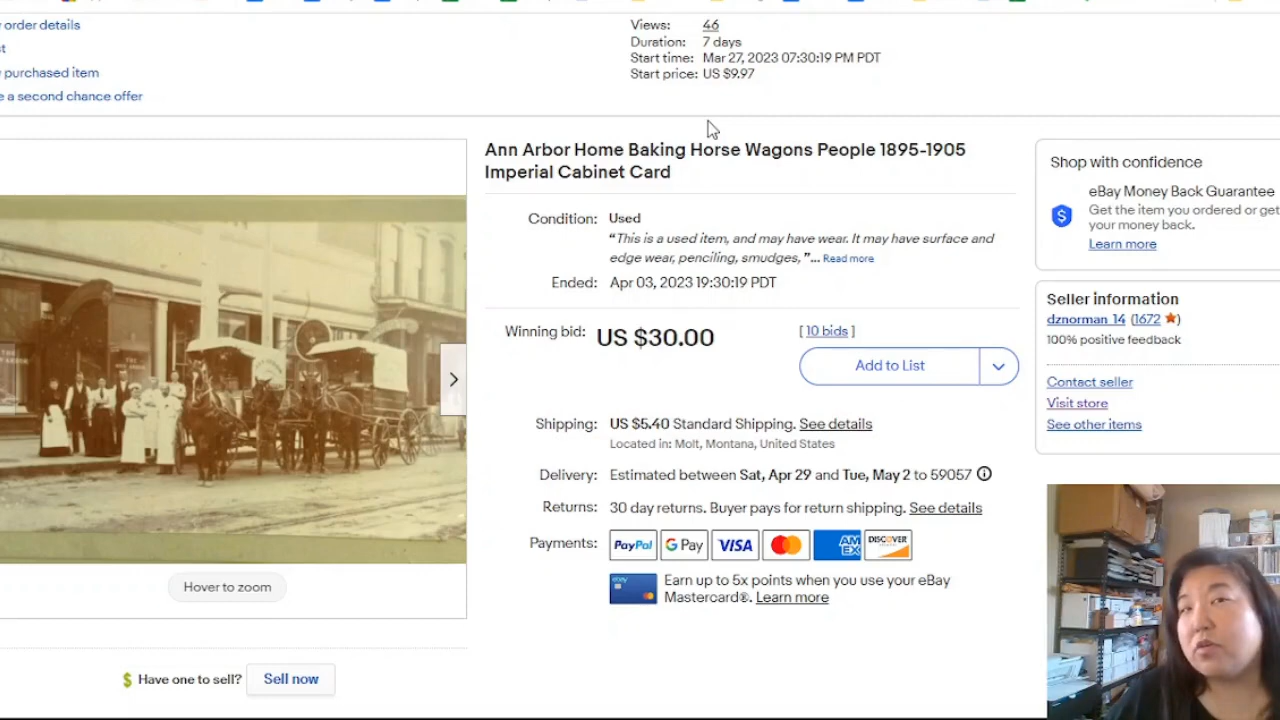 order details
Views: 46
Duration: 7 days
Start time: Mar 27, 2023 07:30:19 PM PDT
purchased item
Start price: US $9.97
a second chance offer
Ann Arbor Home Baking Horse Wagons People 1895-1905
Imperial Cabinet Card
Condition: Used
"This is a used item, and may have wear. It may have surface and
edge wear, penciling, smudges, "... Read more
Ended: Apr 03, 2023 19:30:19 PDT
Winning bid: US $30.00 [ 10 bids ]
Add to List
Shipping: US $5.40 Standard Shipping. See details
Located in: Molt, Montana, United States
Delivery: Estimated between Sat, Apr 29 and Tue, May 2 to 59057
Returns: 30 day returns. Buyer pays for return shipping. See details
Payments: PayPal G Pay VISA AM EX DISCOVER
ebay
Earn up to 5x points when you use your eBay
Mastercard®. Learn more
Hover to zoom
$ Have one to sell? Sell now
Shop with confidence
$ eBay Money Back Guarantee
Get the item you ordered or get
your money back.
Learn more
Seller information
dznorman_14 (1672)
100% positive feedback
Contact seller
Visit store
See other items